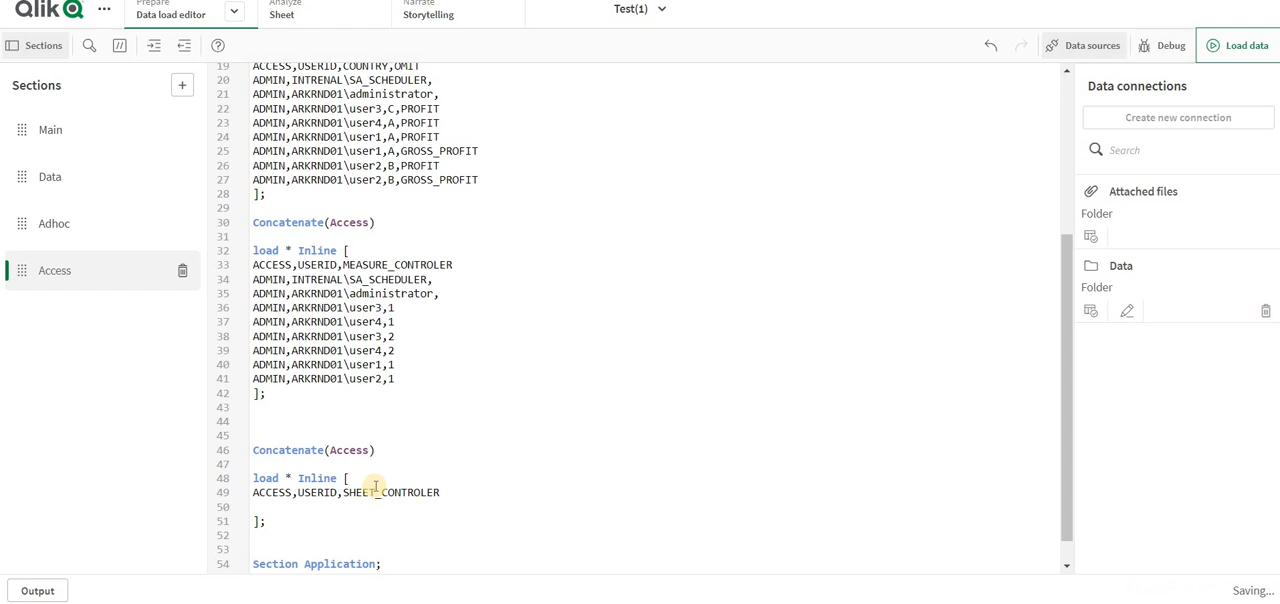 Qlik
Prepare
Data load editor
Analyze
Sheet
Narrate
Storytelling
Test(1)
Sections
Data sources
Debug
Load data
Sections
Main
Data
Adhoc
Access
19 ACCESS,USERID,COUNTRY,OMIT
20 ADMIN,INTRENAL\SA_SCHEDULER,
21 ADMIN,ARKRND01\administrator,
22 ADMIN,ARKRND01\user3,C,PROFIT
23 ADMIN,ARKRND01\user4,A,PROFIT
24 ADMIN,ARKRND01\user1,A,PROFIT
25 ADMIN,ARKRND01\user1,A,GROSS_PROFIT
26 ADMIN,ARKRND01\user2,B,PROFIT
27 ADMIN,ARKRND01\user2,B,GROSS_PROFIT
28 ];
29
30 Concatenate(Access)
31
32 load * Inline [
33 ACCESS,USERID,MEASURE_CONTROLER
34 ADMIN,INTRENAL\SA_SCHEDULER,
35 ADMIN,ARKRND01\administrator,
36 ADMIN,ARKRND01\user3,1
37 ADMIN,ARKRND01\user4,1
38 ADMIN,ARKRND01\user3,2
39 ADMIN,ARKRND01\user4,2
40 ADMIN,ARKRND01\user1,1
41 ADMIN,ARKRND01\user2,1
42 ];
43
44
45
46 Concatenate(Access)
47
48 load * Inline [
49 ACCESS,USERID,SHEET_CONTROLER
50
51 ];
52
53
54 Section Application;
Data connections
Create new connection
Search
Attached files
Folder
Data
Folder
Output
Saving...